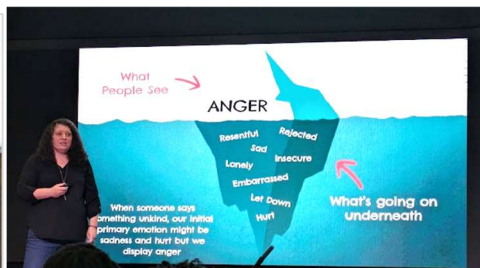 What
People See
ANGER
Resentful
Rejected
Sad
Lonely
Insecure
Embarrassed
Let Down
Hurt
What's going on
underneath
When someone says
omething unkind, our initial
primary emotion might be
sadness and hurt but we
display anger